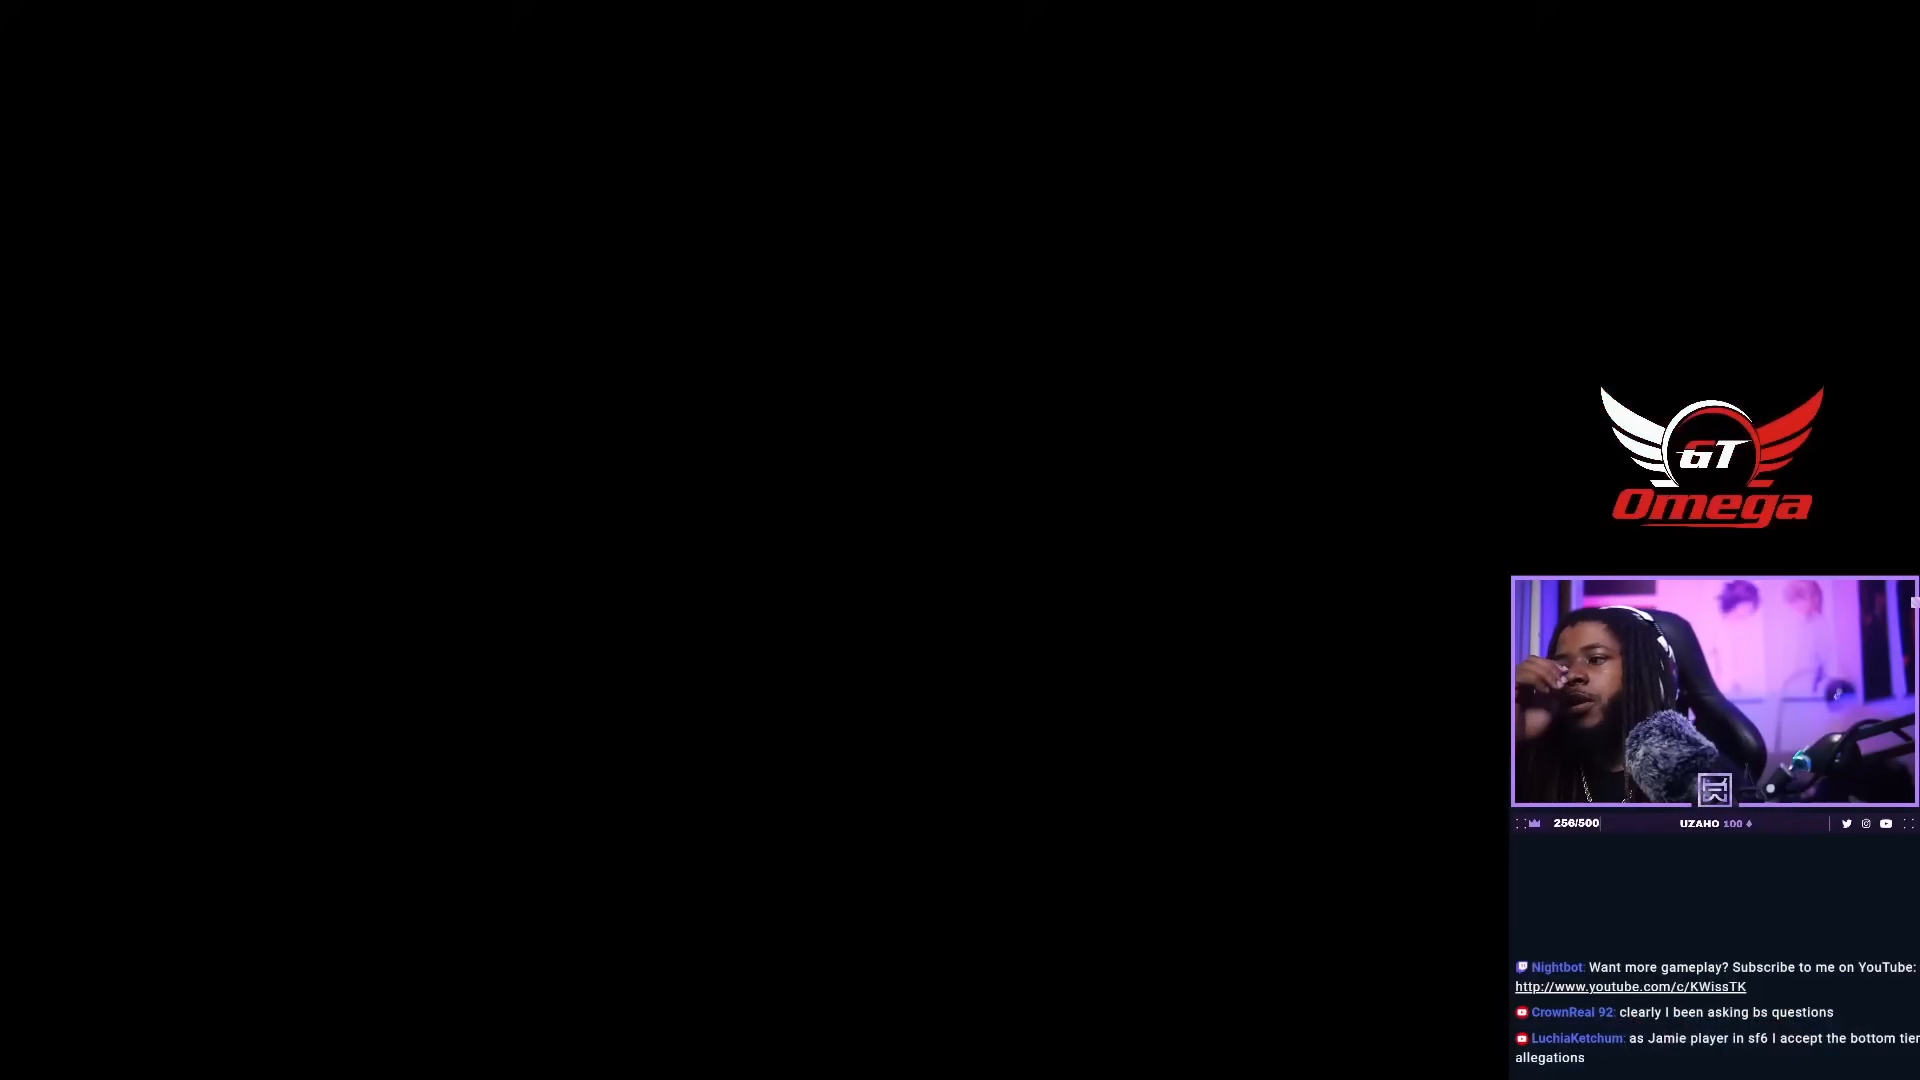 GT
Omega
256/500
UZAHO 100
Nightbot: Want more gameplay? Subscribe to me on YouTube:
http://www.youtube.com/c/KWissTK
CrownReal 92: clearly I been asking bs questions
LuchiaKetchum: as Jamie player in sf6 I accept the bottom tier
allegations